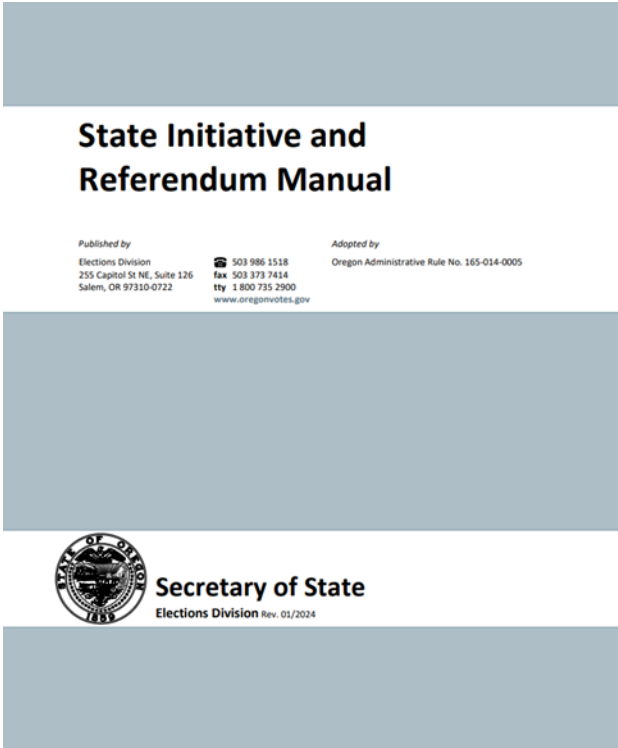 State Initiative and
Referendum Manual
Published by
Elections Division
255 Capitol St NE, Suite 126
Salem, OR 97310-0722
☎ 503 986 1518
fax 503 373 7414
tty 1 800 735 2900
www.oregonvotes.gov
Adopted by
Oregon Administrative Rule No. 165-014-0005
STATE OF OREGON
1859
Secretary of State
Elections Division Rev. 01/2024